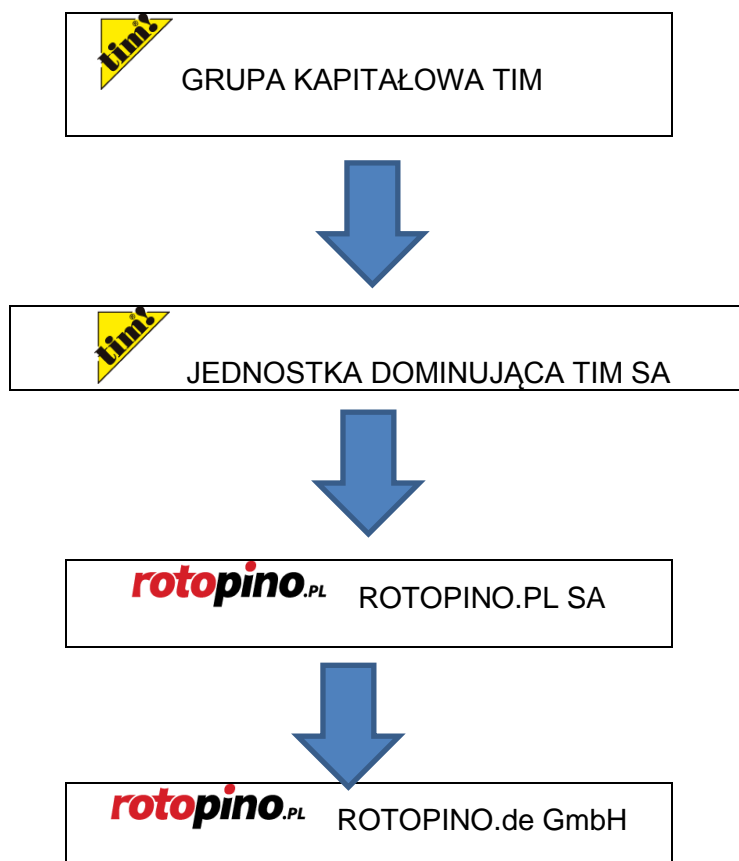 tim!®
GRUPA KAPITAŁOWA TIM
tim!®
JEDNOSTKA DOMINUJĄCA TIM SA
rotopino.PL ROTOPINO.PL SA
rotopino.PL ROTOPINO.de GmbH